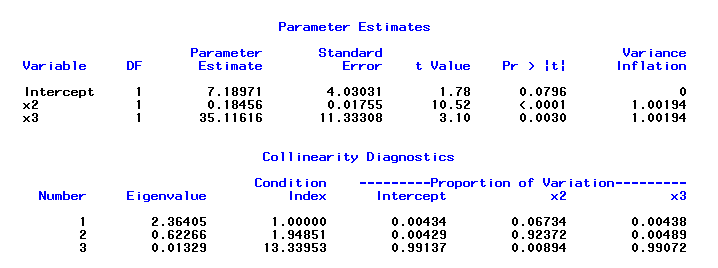 Parameter Estimates
Parameter Standard Variance
Variable DF Estimate Error t Value Pr > |t| Inflation
Intercept 1 7.18971 4.03031 1.78 0.0796 0
x2 1 0.18456 0.01755 10.52 <.0001 1.00194
x3 1 35.11616 11.33308 3.10 0.0030 1.00194
Collinearity Diagnostics
Condition ---------Proportion of Variation---------
Number Eigenvalue Index Intercept x2 x3
1 2.36405 1.00000 0.00434 0.06734 0.00438
2 0.62266 1.94851 0.00429 0.92372 0.00489
3 0.01329 13.33953 0.99137 0.00894 0.99072